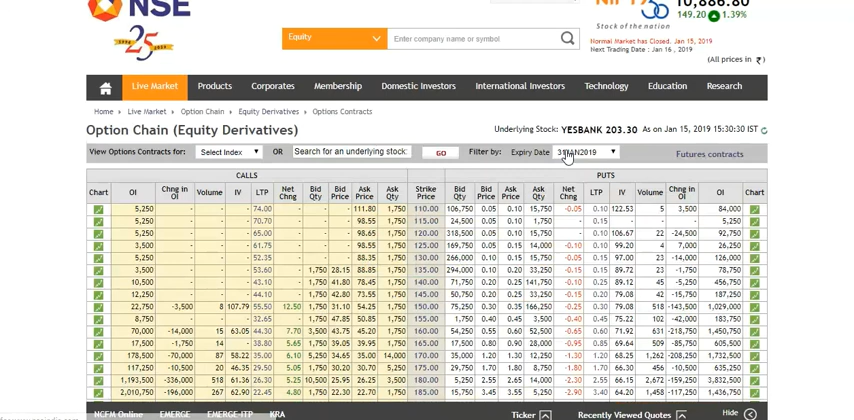 NSE
NIFTY 50
10,886.80
149.20 1.39%
Stock of the nation
Normal Market has Closed. Jan 15, 2019
Next Trading Date : Jan 16 , 2019
(All prices in ₹ )
Equity
Enter company name or symbol
Live Market Products Corporates Membership Domestic Investors International Investors Technology Education Research
Home Live Market Option Chain Equity Derivatives Options Contracts
Option Chain (Equity Derivatives)
Underlying Stock: YESBANK 203.30 As on Jan 15, 2019 15:30:30 IST
View Options Contracts for: Select Index OR Search for an underlying stock: GO Filter by: Expiry Date 31JAN2019 Futures contracts
CALLS PUTS
Chart OI Chng in OI Volume IV LTP Net Chng Bid Qty Bid Price Ask Price Ask Qty Strike Price Bid Qty Bid Price Ask Price Ask Qty Net Chng LTP IV Volume Chng in OI OI Chart
5,250 - - - 74.00 - - - 111.80 1,750 110.00 106,750 0.05 0.10 15,750 -0.05 0.10 122.53 5 3,500 84,000
5,250 - - - 70.70 - - - 98.55 1,750 115.00 24,500 0.05 0.10 1,750 - 0.15 - - - 5,250
5,250 - - - 65.00 - - - 98.65 1,750 120.00 318,500 0.05 0.15 1,750 - 0.10 106.67 22 -24,500 92,750
3,500 - - - 61.75 - - - 98.55 1,750 125.00 169,750 0.05 0.15 14,000 -0.10 0.10 99.20 4 7,000 26,250
5,250 - - - 52.35 - - - 88.85 1,750 130.00 266,000 0.10 0.15 1,750 -0.05 0.15 97.00 23 -14,000 126,000
3,500 - - - 53.60 - 1,750 28.15 88.85 1,750 135.00 294,000 0.10 0.20 33,250 -0.15 0.15 89.72 23 -1,750 78,750
10,500 - - - 43.10 - 1,750 41.80 78.45 1,750 140.00 71,750 0.20 0.25 141,750 -0.10 0.25 89.12 45 -5,250 456,750
12,250 - - - 44.10 - 1,750 42.80 73.55 1,750 145.00 50,750 0.20 0.35 1,750 -0.15 0.20 79.78 42 -15,750 187,250
22,750 -3,500 8 107.79 55.50 12.50 1,750 31.10 54.25 1,750 150.00 75,250 0.30 0.35 166,250 -0.25 0.30 79.08 518 -143,500 1,029,000
8,750 - - - 32.65 - 1,750 47.85 50.85 1,750 155.00 1,750 0.40 0.45 3,500 -0.40 0.45 75.22 102 -42,000 183,750
70,000 -14,000 15 63.05 44.30 7.70 3,500 43.75 45.20 1,750 160.00 54,250 0.55 0.60 52,500 -0.65 0.60 71.92 631 -218,750 1,450,750
17,500 -1,750 14 - 38.80 5.65 1,750 39.05 43.95 1,750 165.00 17,500 0.80 0.90 28,000 -0.95 0.85 69.64 509 -85,750 605,500
178,500 -70,000 87 58.22 35.00 6.10 5,250 34.65 35.00 14,000 170.00 35,000 1.20 1.30 1,750 -1.30 1.20 68.25 1,262 -208,250 1,732,500
117,250 -10,500 20 46.35 29.50 5.05 1,750 30.10 30.55 1,750 175.00 12,250 1.70 1.80 8,750 -1.90 1.75 66.19 914 -134,750 1,300,250
1,193,500 -336,000 518 61.36 26.30 5.25 10,500 25.95 26.25 3,500 180.00 5,250 2.55 2.65 14,000 -2.30 2.55 66.15 2,672 -159,250 3,832,500
2,010,750 -196,000 267 62.90 22.45 4.80 1,750 22.30 22.70 1,750 185.00 15,750 3.45 3.55 5,250 -2.90 3.40 64.20 1,458 -117,250 1,436,750
NCFM Online EMERGE EMERGE-ITP KRA Ticker Recently Viewed Quotes Hide